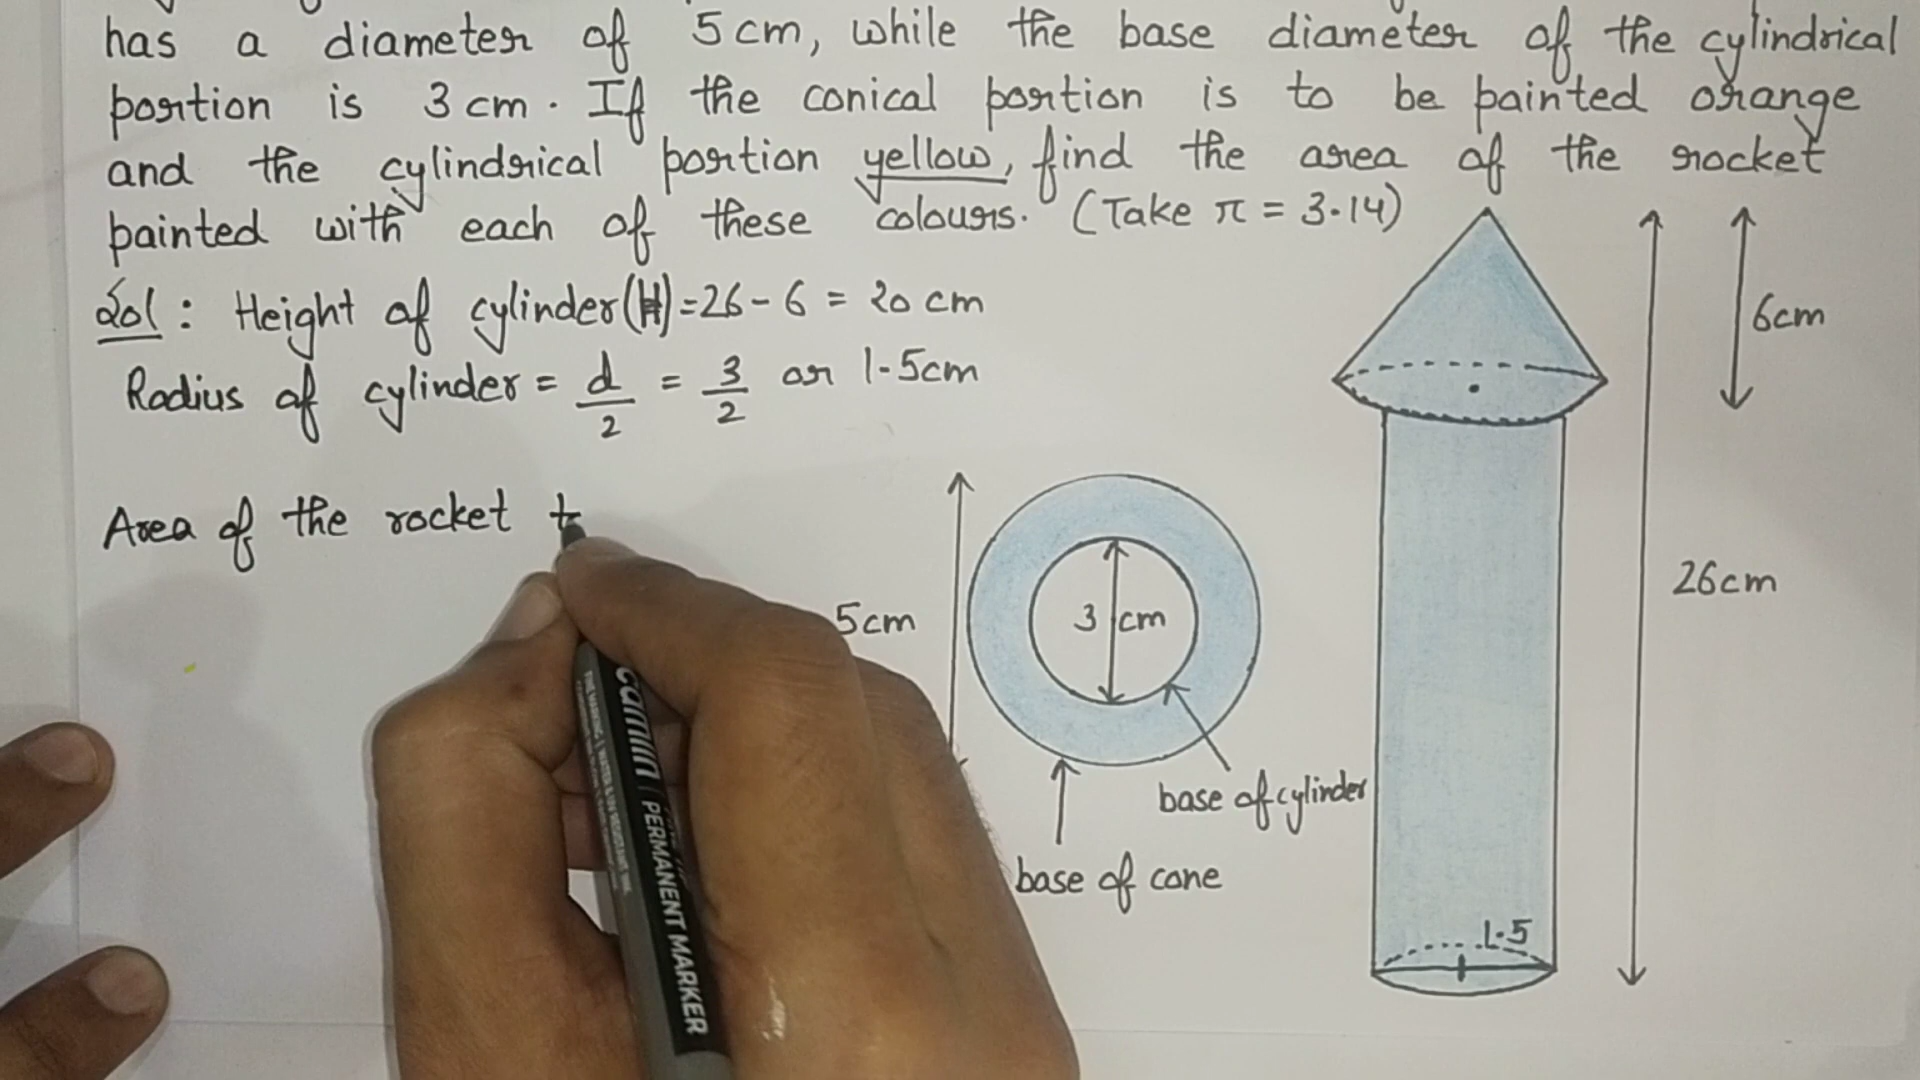 has a diameter of 5cm, while the base diameter of the cylindrical
portion is 3cm. If the conical portion is to be painted orange
and the cylindrical portion yellow, find the area of the rocket
painted with each of these colours. (Take π = 3.14)
Sol : Height of cylinder (H) = 26 - 6 = 20 cm
Radius of cylinder = d/2 = 3/2 or 1.5cm
Area of the rocket t
6cm
26cm
5cm
3 cm
base of cylinder
base of cone
1.5
camlin PERMANENT MARKER